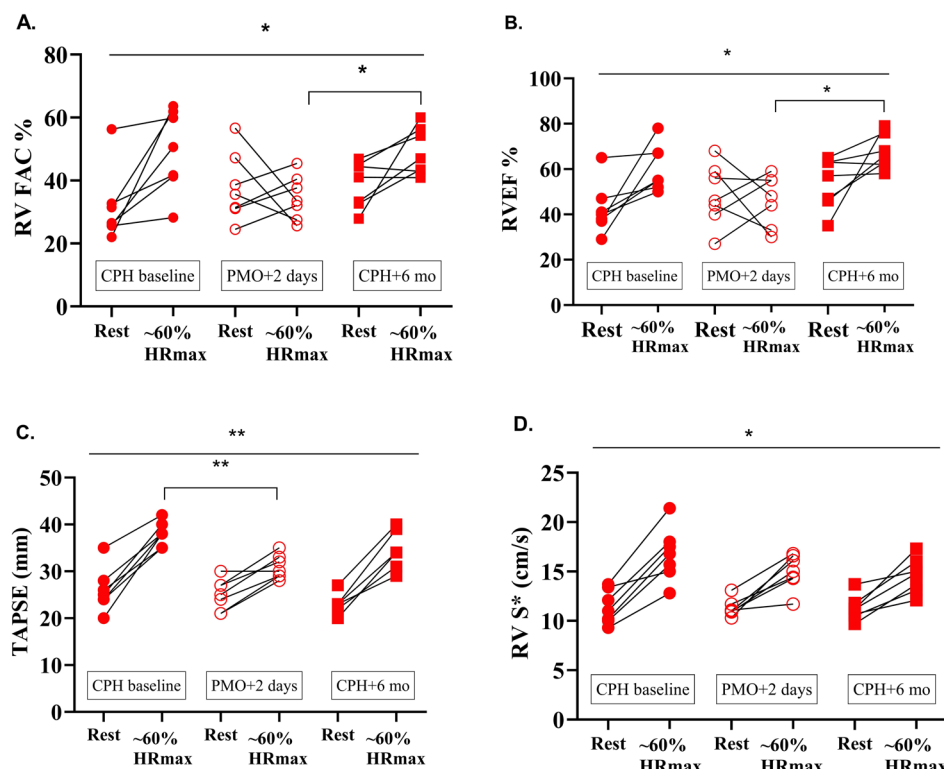 A.
*
*
RV FAC %
80
60
40
20
0
CPH baseline
PMO+2 days
CPH+6 mo
Rest ~60% HRmax
Rest ~60% HRmax
Rest ~60% HRmax
B.
*
*
RVEF %
100
80
60
40
20
0
CPH baseline
PMO+2 days
CPH+6 mo
Rest ~60% HRmax
Rest ~60% HRmax
Rest ~60% HRmax
C.
**
**
TAPSE (mm)
50
40
30
20
10
0
CPH baseline
PMO+2 days
CPH+6 mo
Rest ~60% HRmax
Rest ~60% HRmax
Rest ~60% HRmax
D.
*
RV S* (cm/s)
25
20
15
10
5
0
CPH baseline
PMO+2 days
CPH+6 mo
Rest ~60% HRmax
Rest ~60% HRmax
Rest ~60% HRmax